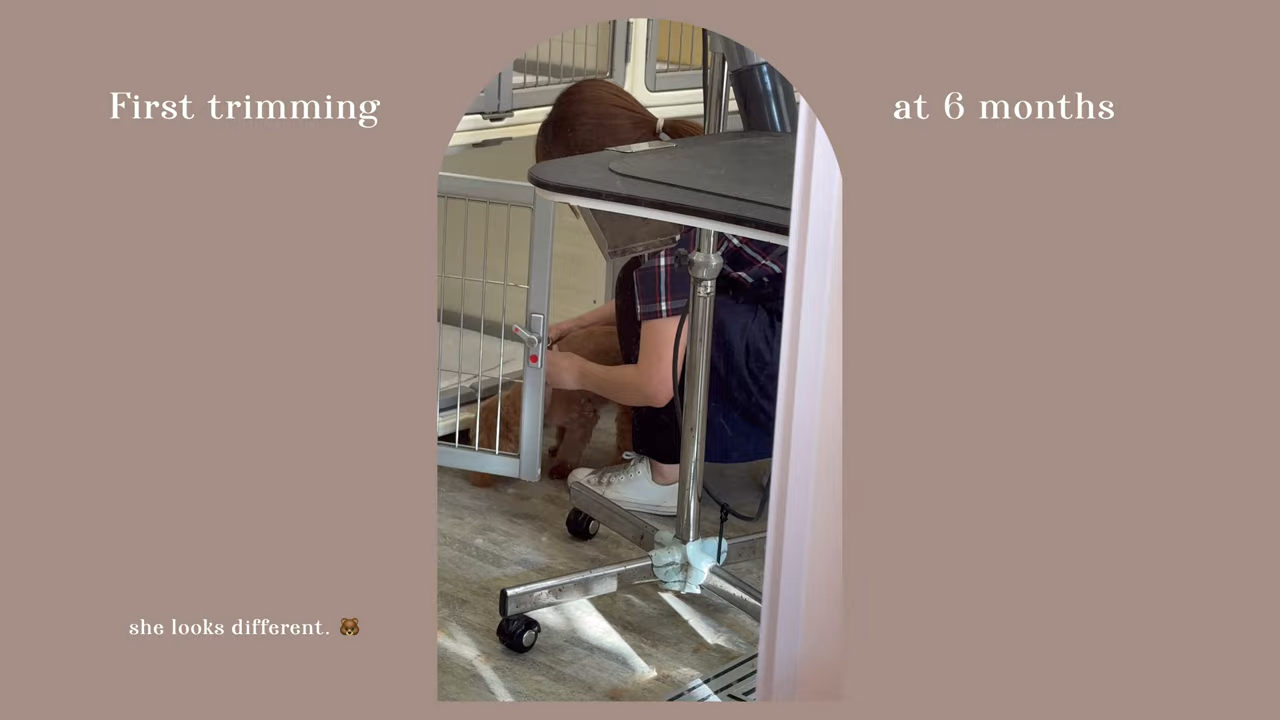 First trimming
at 6 months
she looks different. 🐻